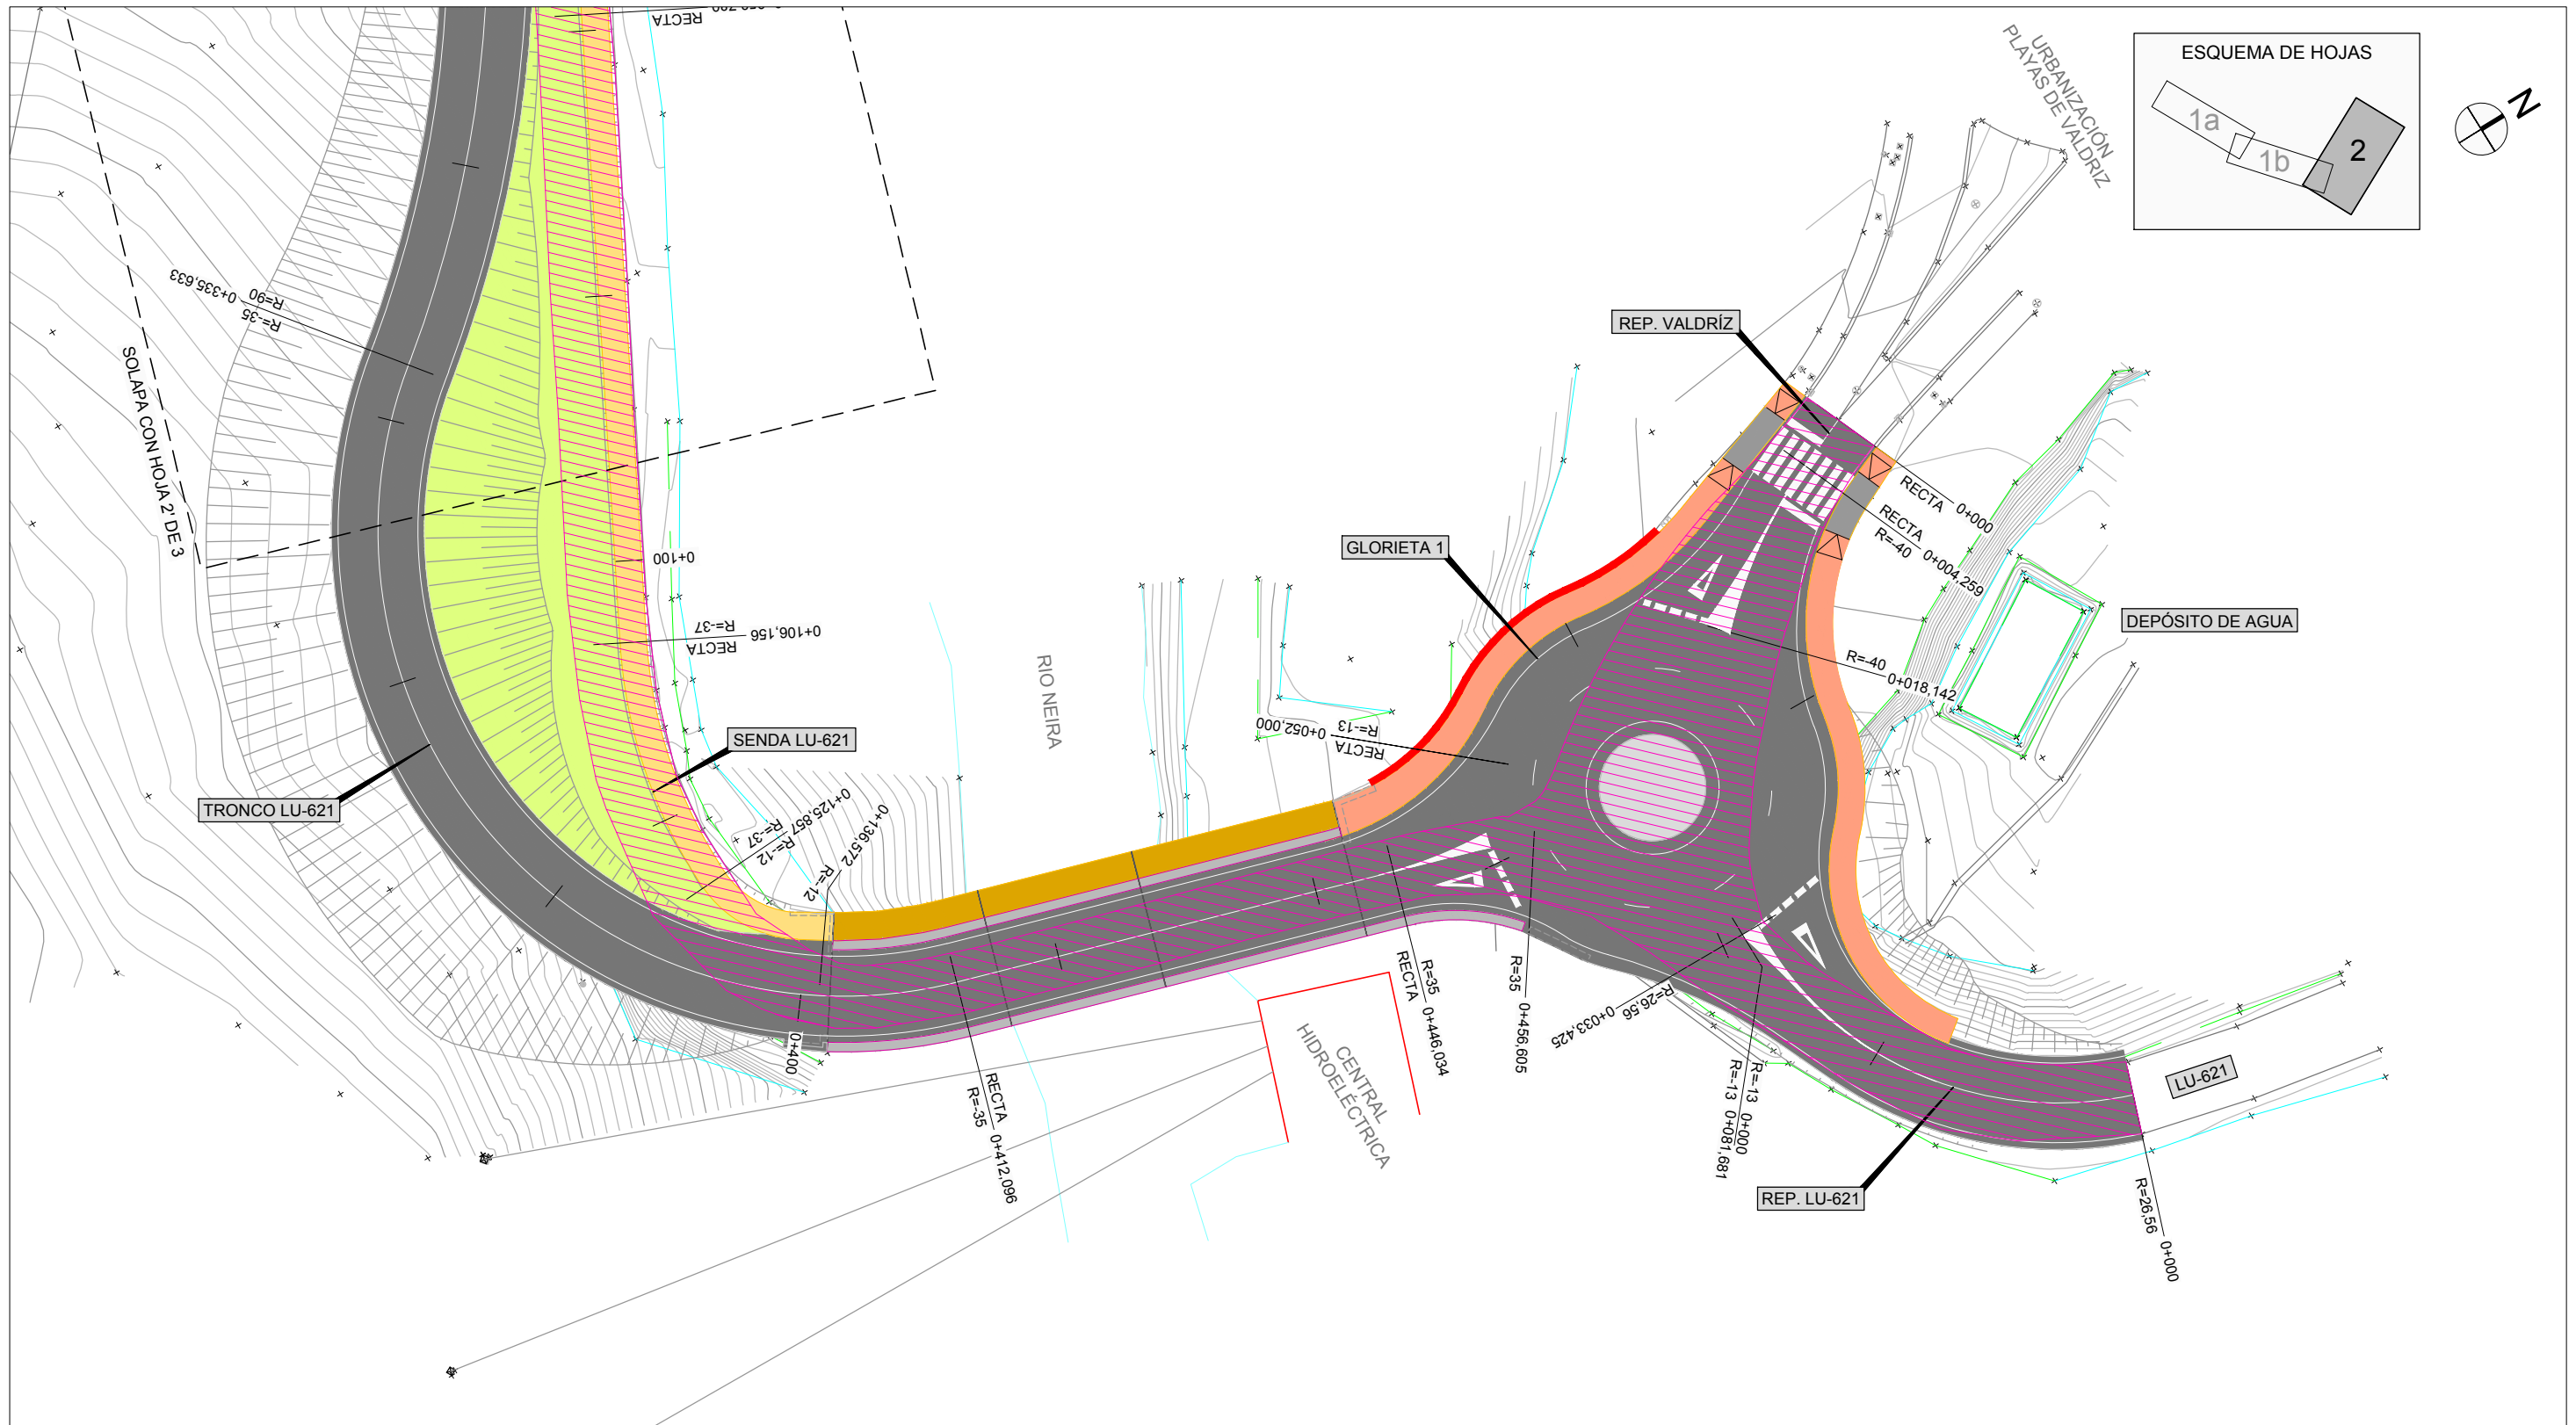 RECTA
ESQUEMA DE HOJAS
1a
1b
2
N
URBANIZACIÓN
PLAYAS DE VALDRIZ
REP. VALDRÍZ
R=90
0+335,633
R=-35
SOLAPA CON HOJA 2' DE 3
RECTA
0+000
RECTA
0+004,259
R=-40
GLORIETA 1
0+100
R=-37
0+106,156
RECTA
DEPÓSITO DE AGUA
R=-40
0+018,142
RIO NEIRA
R=-13
0+052,000
RECTA
SENDA LU-621
TRONCO LU-621
0+125,857
R=-37
R=-12
0+136,572
R=-12
0+400
R=35
RECTA
0+446,034
R=35
0+456,605
R=26,56
0+033,425
R=-13
0+000
R=-13
0+081,681
CENTRAL
HIDROELÉCTRICA
RECTA
R=-35
0+412,096
LU-621
REP. LU-621
R=26,56
0+000